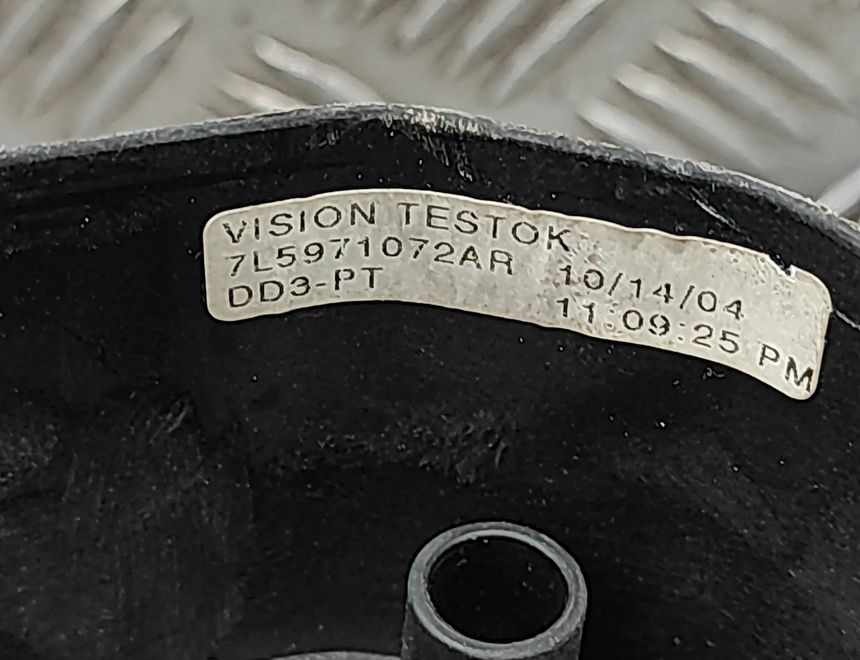 VISION TESTOK
7L5971072AR 10/14/04
DD3-PT 11:09:25 PM